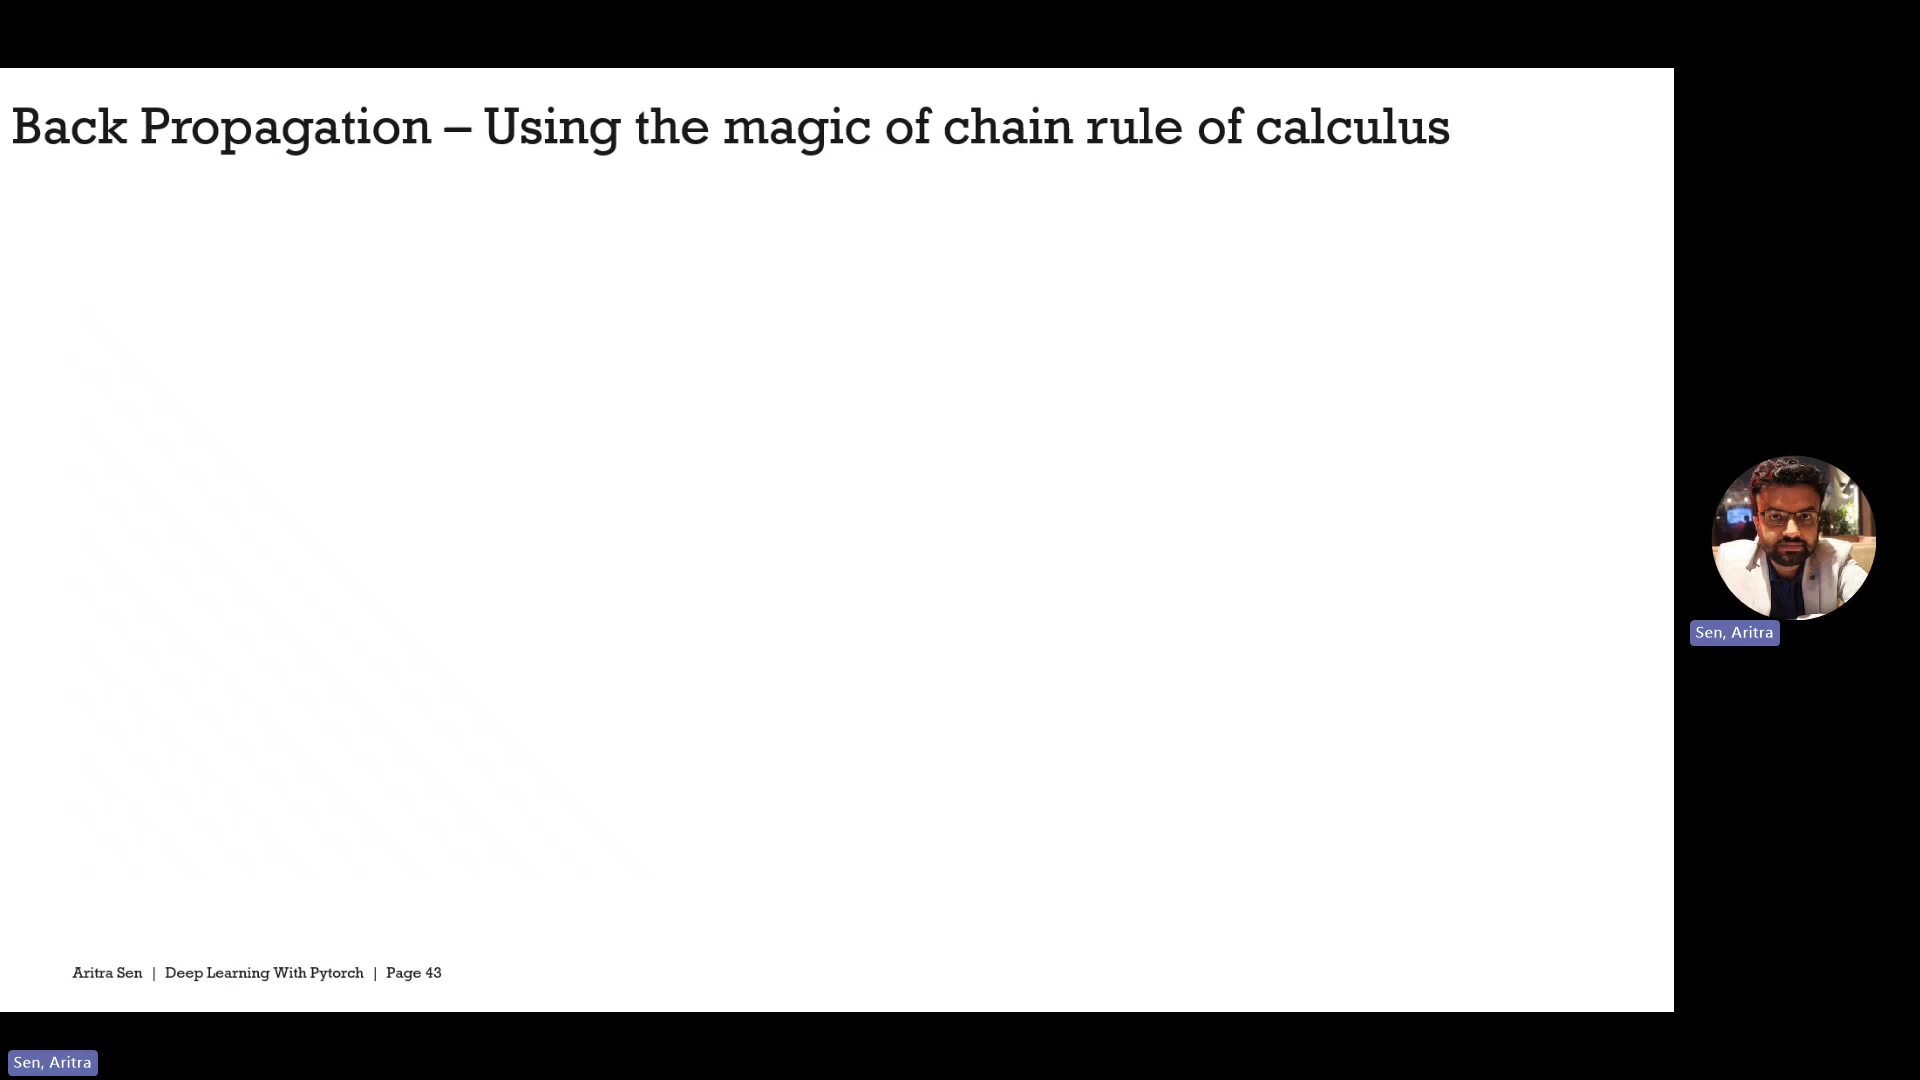 Back Propagation – Using the magic of chain rule of calculus
Sen, Aritra
Aritra Sen | Deep Learning With Pytorch | Page 43
Sen, Aritra